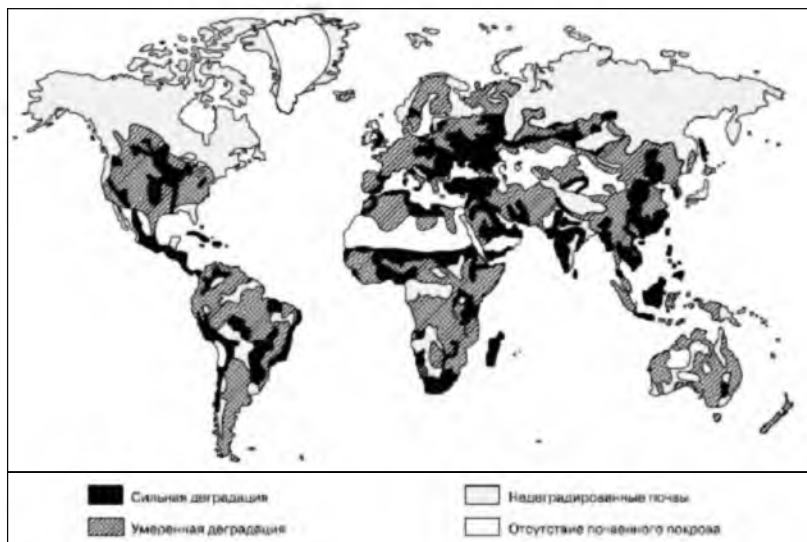 Сильная деградация
Умеренная деградация
Недеградированные почвы
Отсутствие почвенного покрова